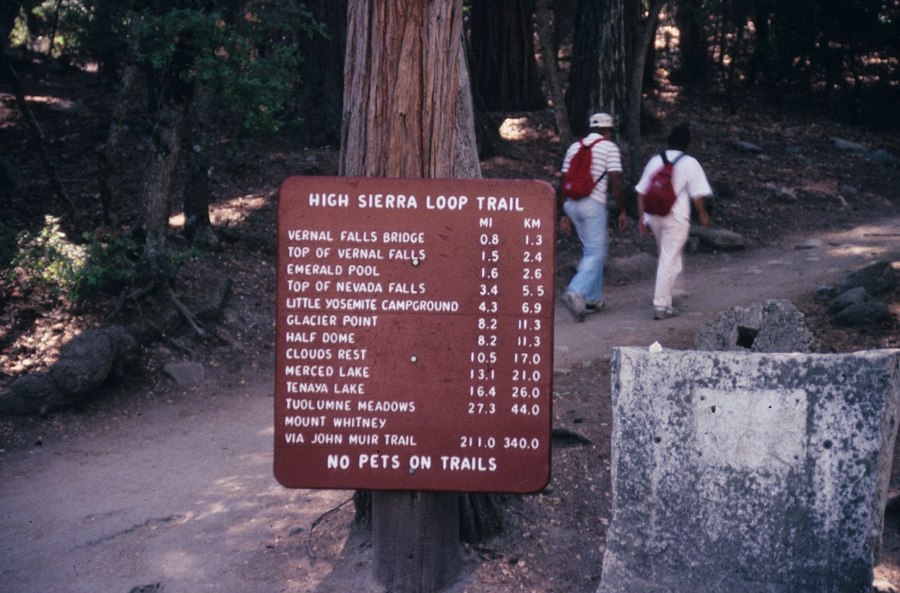 HIGH SIERRA LOOP TRAIL
MI KM
VERNAL FALLS BRIDGE 0.8 1.3
TOP OF VERNAL FALLS 1.5 2.4
EMERALD POOL 1.6 2.6
TOP OF NEVADA FALLS 3.4 5.5
LITTLE YOSEMITE CAMPGROUND 4.3 6.9
GLACIER POINT 8.2 11.3
HALF DOME 8.2 11.3
CLOUDS REST 10.5 17.0
MERCED LAKE 13.1 21.0
TENAYA LAKE 16.4 26.0
TUOLUMNE MEADOWS 27.3 44.0
MOUNT WHITNEY
VIA JOHN MUIR TRAIL 211.0 340.0
NO PETS ON TRAILS